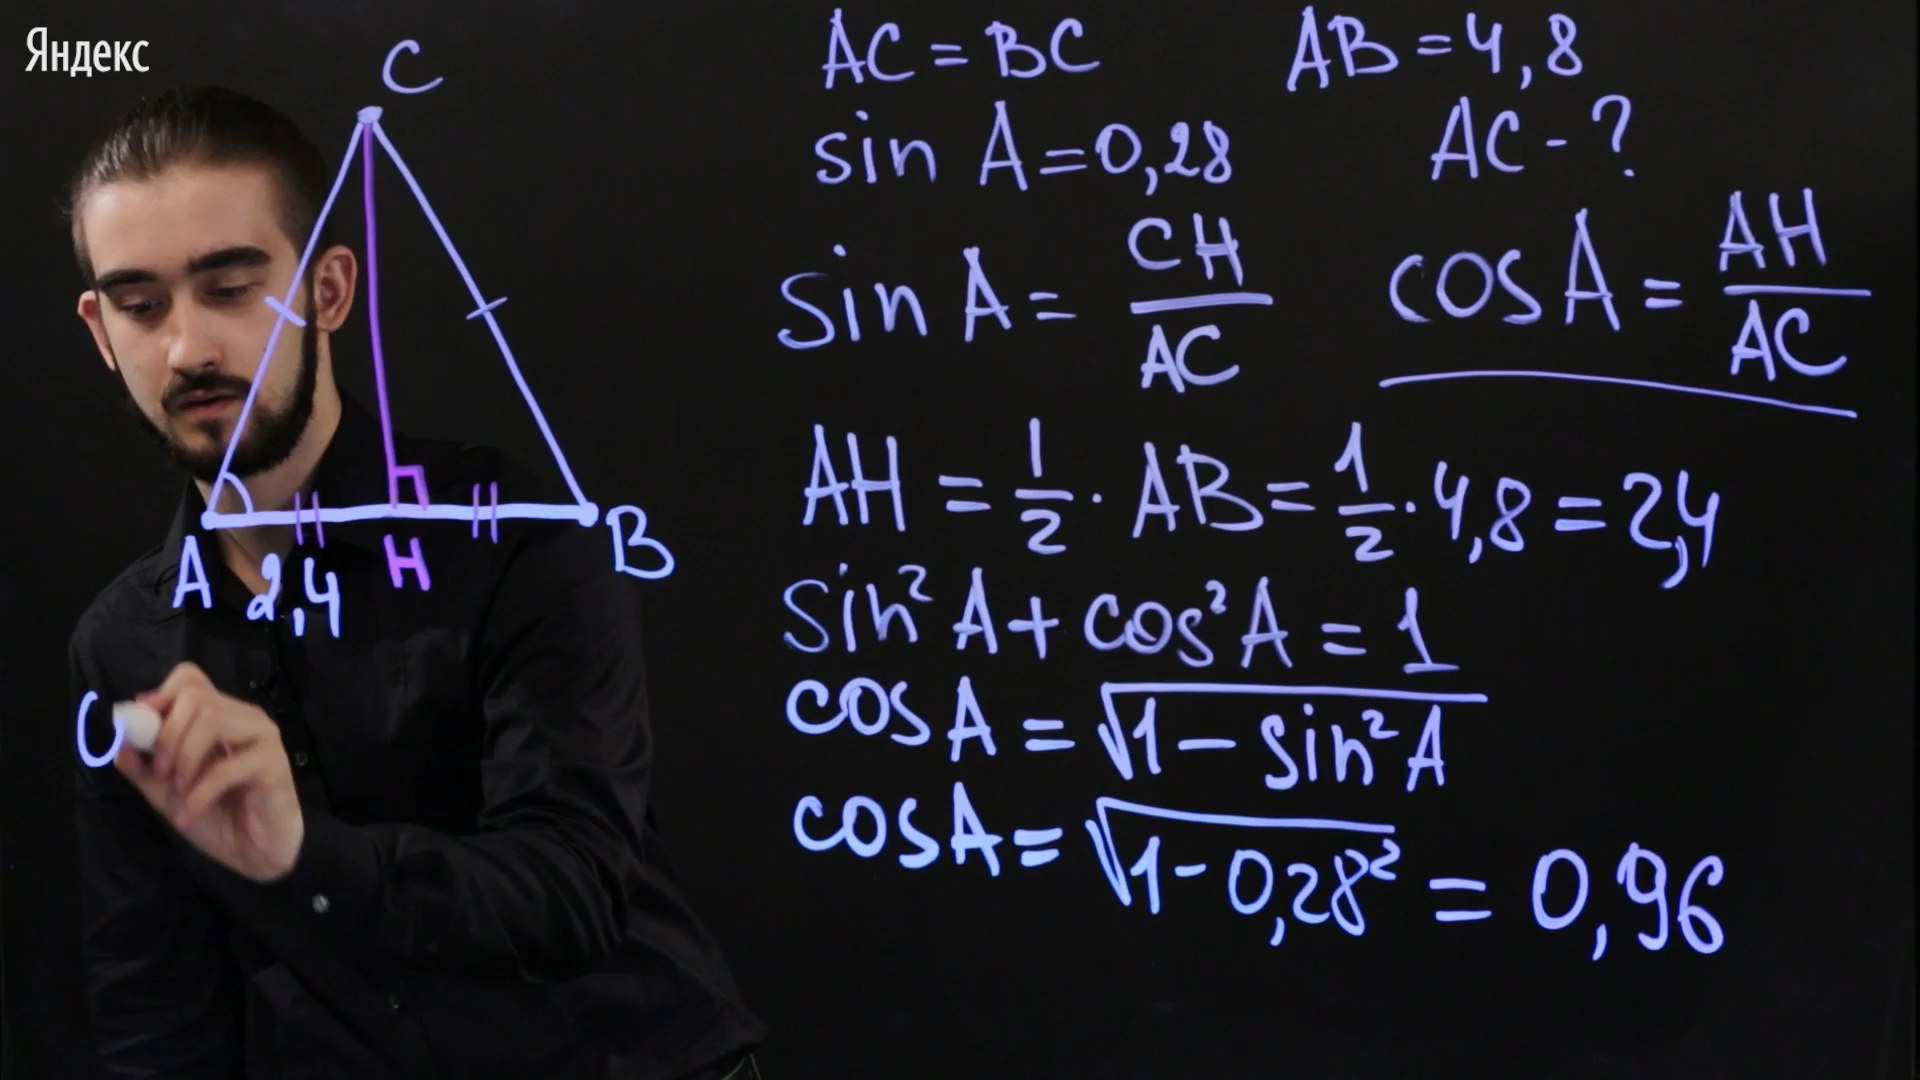 Яндекс
C
A
B
H
2,4
AC = BC
AB = 4,8
sin A = 0,28
AC - ?
sin A = CH/AC
cos A = AH/AC
AH = 1/2 · AB = 1/2 · 4,8 = 2,4
sin² A + cos² A = 1
cos A = √1 - sin² A
cos A = √1 - 0,28² = 0,96